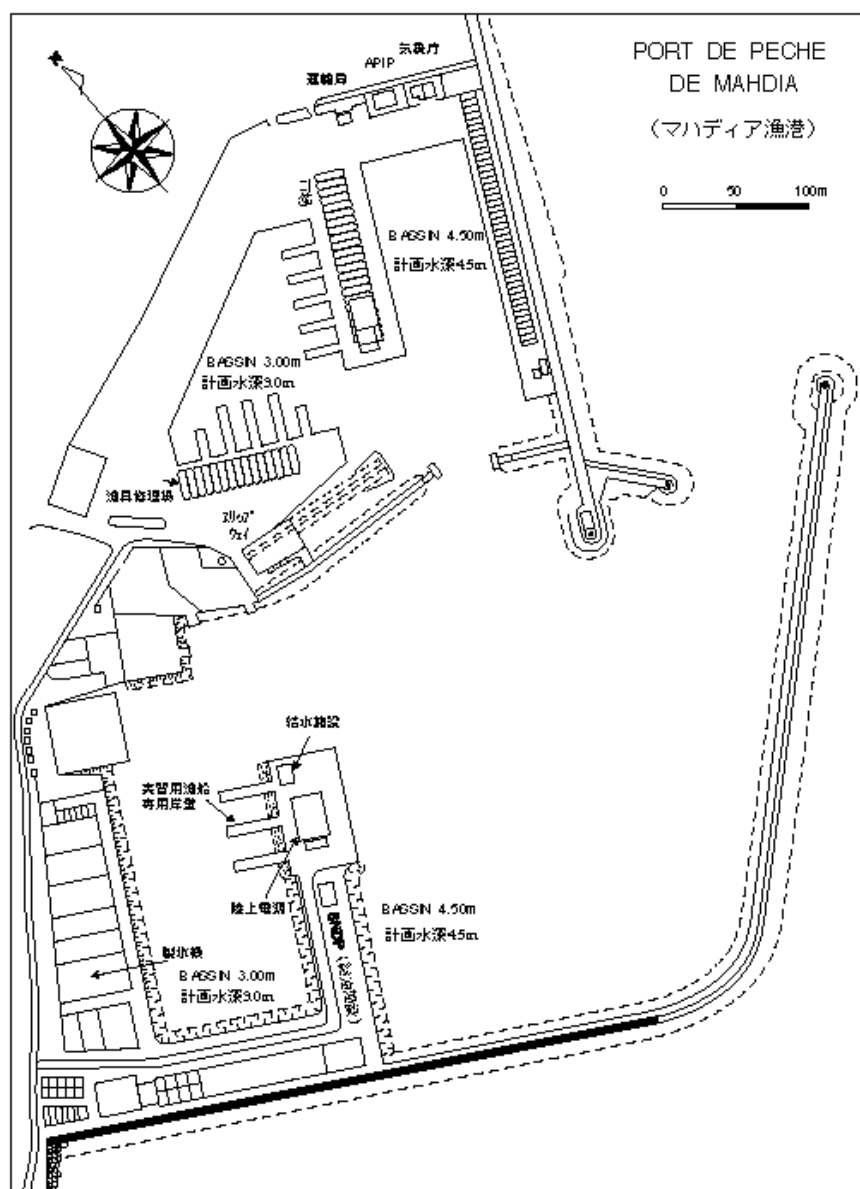 PORT DE PECHE
DE MAHDIA
(マハディア漁港)
0 50 100m
気象庁
APIP
運輸局
BASSIN 4.50m
計画水深4.5m
BASSIN 3.00m
計画水深3.0m
漁具修理場
スリップ
ウェイ
給水施設
実習用漁船
専用岸壁
陸上電源
BASSIN 4.50m
計画水深4.5m
製氷機
BASSIN 3.00m
計画水深3.0m